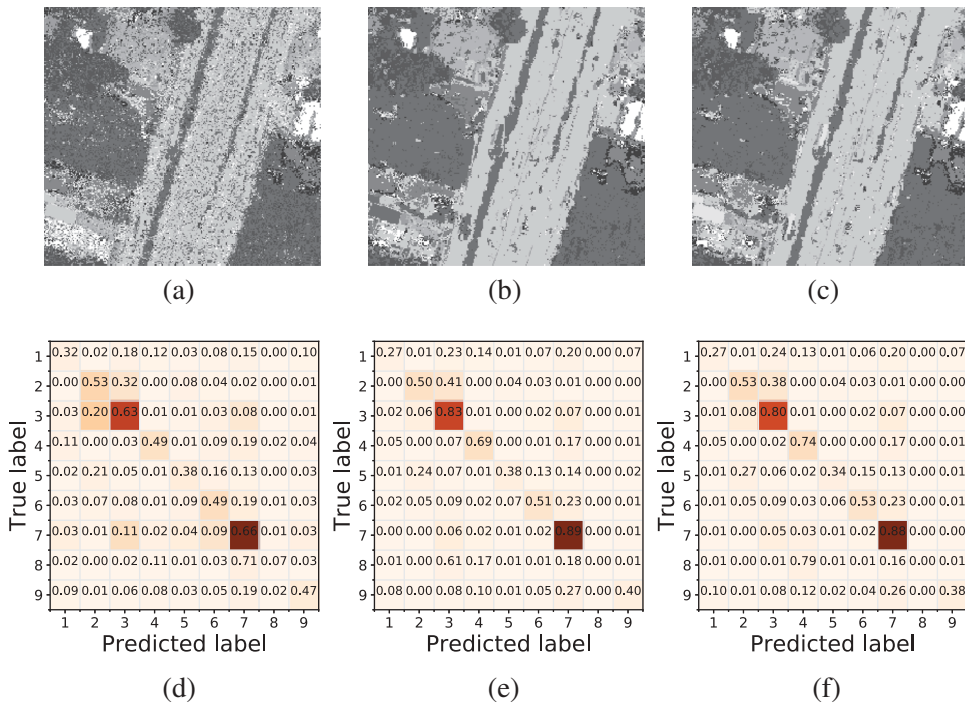 (a)
(b)
(c)
True label
1 0.32 0.02 0.18 0.12 0.03 0.08 0.15 0.00 0.10
2 0.00 0.53 0.32 0.00 0.08 0.04 0.02 0.00 0.01
3 0.03 0.20 0.63 0.01 0.01 0.03 0.08 0.00 0.01
4 0.11 0.00 0.03 0.49 0.01 0.09 0.19 0.02 0.04
5 0.02 0.21 0.05 0.01 0.38 0.16 0.13 0.00 0.03
6 0.03 0.07 0.08 0.01 0.09 0.49 0.19 0.01 0.03
7 0.03 0.01 0.11 0.02 0.04 0.09 0.66 0.01 0.03
8 0.02 0.00 0.02 0.11 0.01 0.03 0.71 0.07 0.03
9 0.09 0.01 0.06 0.08 0.03 0.05 0.19 0.02 0.47
1 2 3 4 5 6 7 8 9
Predicted label
(d)
True label
1 0.27 0.01 0.23 0.14 0.01 0.07 0.20 0.00 0.07
2 0.00 0.50 0.41 0.00 0.04 0.03 0.01 0.00 0.00
3 0.02 0.06 0.83 0.01 0.00 0.02 0.07 0.00 0.01
4 0.05 0.00 0.07 0.69 0.00 0.01 0.17 0.00 0.01
5 0.01 0.24 0.07 0.01 0.38 0.13 0.14 0.00 0.02
6 0.02 0.05 0.09 0.02 0.07 0.51 0.23 0.00 0.01
7 0.00 0.00 0.06 0.02 0.01 0.02 0.89 0.00 0.01
8 0.00 0.00 0.61 0.17 0.00 0.01 0.18 0.00 0.01
9 0.08 0.00 0.08 0.10 0.01 0.05 0.27 0.00 0.40
1 2 3 4 5 6 7 8 9
Predicted label
(e)
True label
1 0.27 0.01 0.24 0.13 0.01 0.06 0.20 0.00 0.07
2 0.00 0.53 0.38 0.00 0.04 0.03 0.01 0.00 0.00
3 0.01 0.08 0.80 0.01 0.00 0.02 0.07 0.00 0.01
4 0.05 0.00 0.02 0.74 0.00 0.00 0.17 0.00 0.01
5 0.01 0.27 0.06 0.02 0.34 0.15 0.13 0.00 0.01
6 0.01 0.05 0.09 0.03 0.06 0.53 0.23 0.00 0.01
7 0.00 0.00 0.05 0.03 0.01 0.02 0.88 0.00 0.01
8 0.01 0.00 0.01 0.79 0.01 0.01 0.16 0.00 0.01
9 0.10 0.01 0.08 0.12 0.02 0.04 0.26 0.00 0.38
1 2 3 4 5 6 7 8 9
Predicted label
(f)